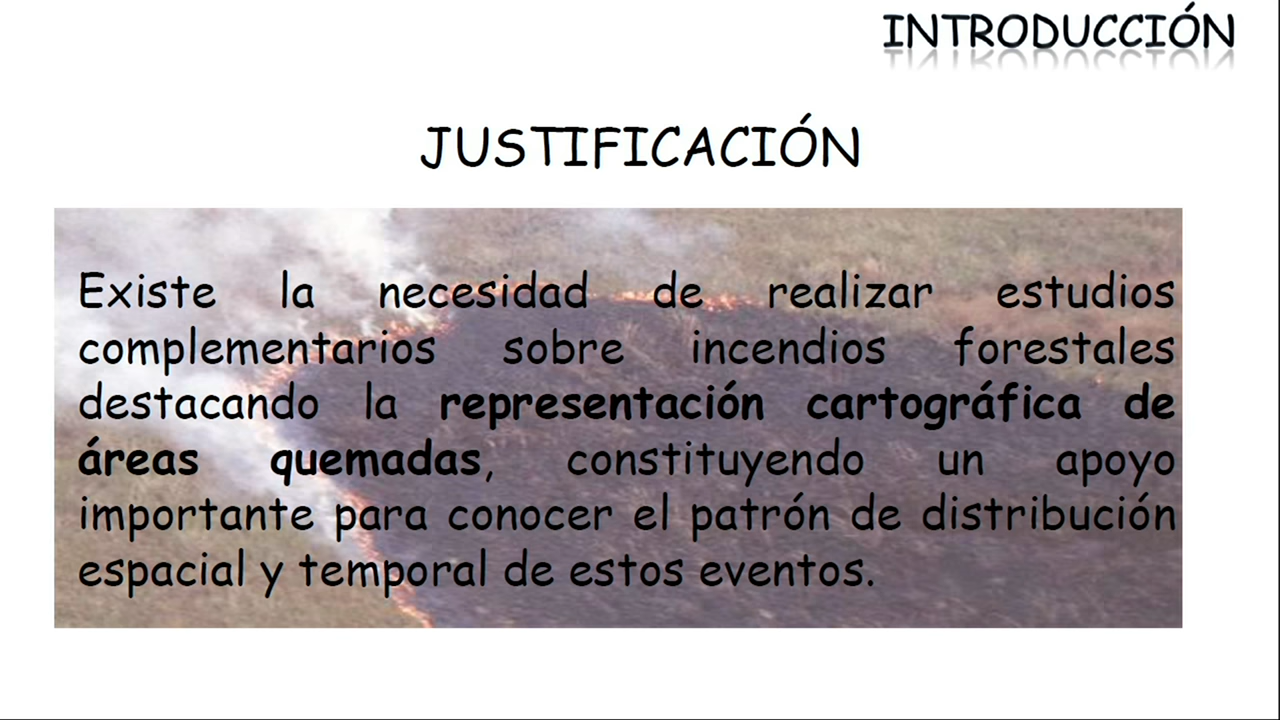 INTRODUCCIÓN
JUSTIFICACIÓN
Existe la necesidad de realizar estudios
complementarios sobre incendios forestales
destacando la representación cartográfica de
áreas quemadas, constituyendo un apoyo
importante para conocer el patrón de distribución
espacial y temporal de estos eventos.